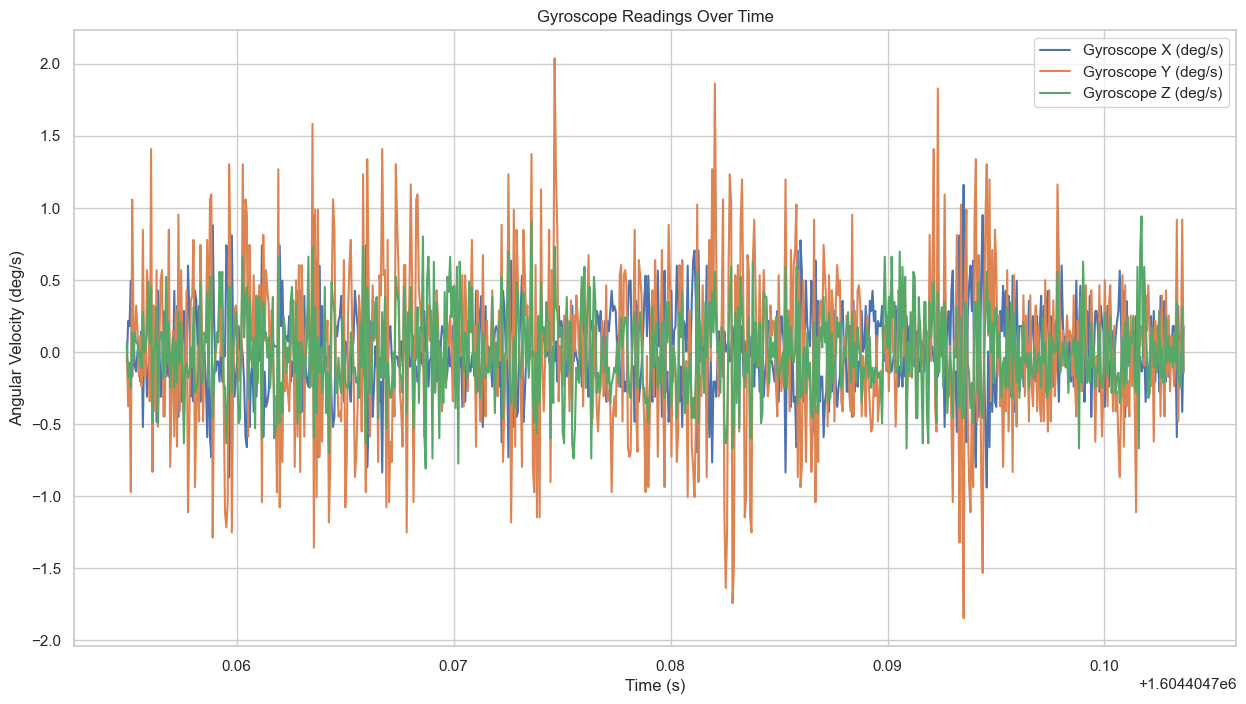 Gyroscope Readings Over Time
Gyroscope X (deg/s)
Gyroscope Y (deg/s)
Gyroscope Z (deg/s)
Angular Velocity (deg/s)
2.0
1.5
1.0
0.5
0.0
−0.5
−1.0
−1.5
−2.0
0.06 0.07 0.08 0.09 0.10
Time (s)
+1.6044047e6